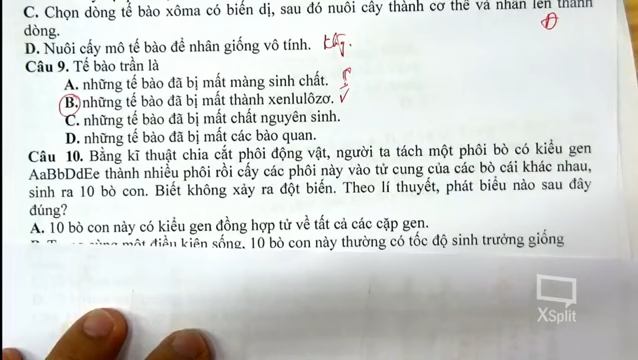 C. Chọn dòng tế bào xôma có biến dị, sau đó nuôi cấy thành cơ thể và nhân lên thành
dòng.
D. Nuôi cấy mô tế bào để nhân giống vô tính.
Câu 9. Tế bào trần là
A. những tế bào đã bị mất màng sinh chất.
B. những tế bào đã bị mất thành xenlulôzơ.
C. những tế bào đã bị mất chất nguyên sinh.
D. những tế bào đã bị mất các bào quan.
Câu 10. Bằng kĩ thuật chia cắt phôi động vật, người ta tách một phôi bò có kiểu gen
AaBbDdEe thành nhiều phôi rồi cấy các phôi này vào tử cung của các bò cái khác nhau,
sinh ra 10 bò con. Biết không xảy ra đột biến. Theo lí thuyết, phát biểu nào sau đây
đúng?
A. 10 bò con này có kiểu gen đồng hợp tử về tất cả các cặp gen.
một điều kiện sống, 10 bò con này thường có tốc độ sinh trưởng giống
XSplit